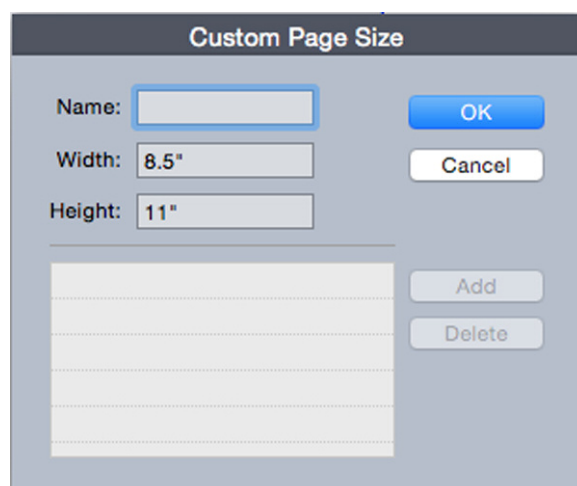 Custom Page Size
Name:
OK
Width: 8.5"
Cancel
Height: 11"
Add
Delete